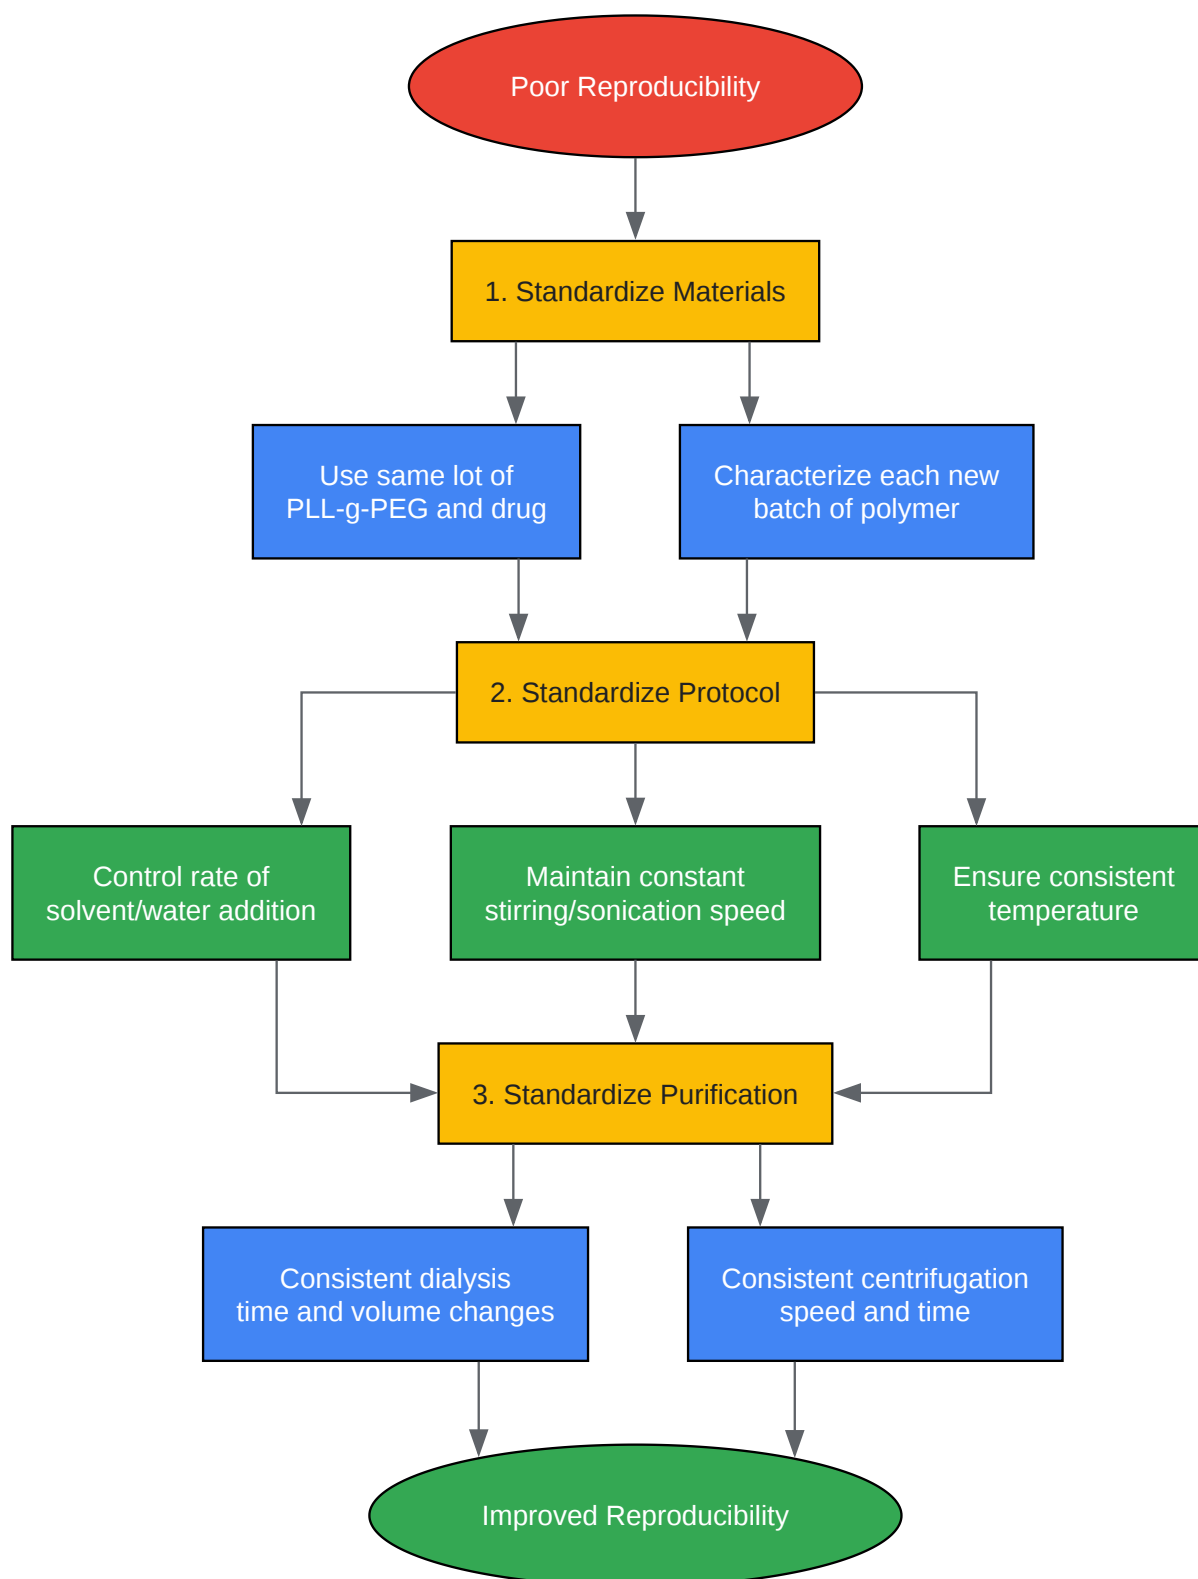 Poor Reproducibility
1. Standardize Materials
Use same lot of
PLL-g-PEG and drug
Characterize each new
batch of polymer
2. Standardize Protocol
Control rate of
solvent/water addition
Maintain constant
stirring/sonication speed
Ensure consistent
temperature
3. Standardize Purification
Consistent dialysis
time and volume changes
Consistent centrifugation
speed and time
Improved Reproducibility